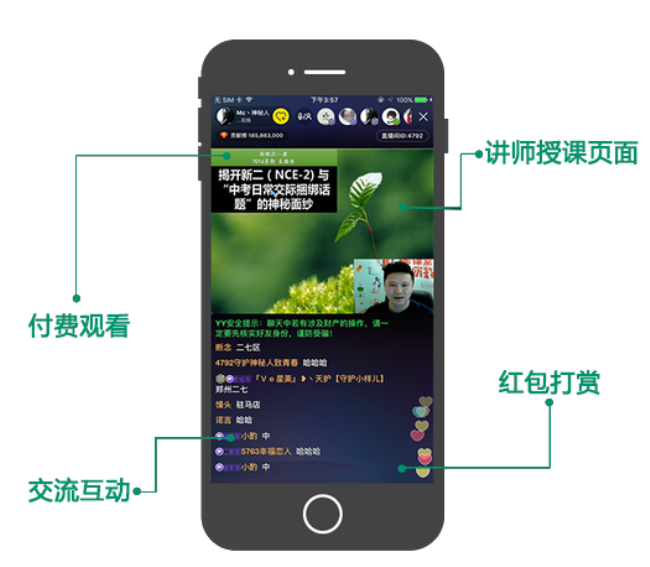 无 SIM 卡
下午3:57
100%
Mc丶神秘人
贡献榜 165,863,000
直播间ID:4792
揭开新二（NCE-2)与
“中考日常交际捆绑话
题”的神秘面纱
讲师授课页面
付费观看
YY安全提示：聊天中若有涉及财产的操作，请一
定要先核实好友身份，谨防受骗！
断念 二七区
4792守护神秘人致青春 哈哈哈
『Ｖｅ星美』❥丶天护【守护小样儿】
郑州二七
馒头 驻马店
诺言 哈哈
小韵 中
5763幸福恋人 哈哈哈
小韵 中
红包打赏
交流互动